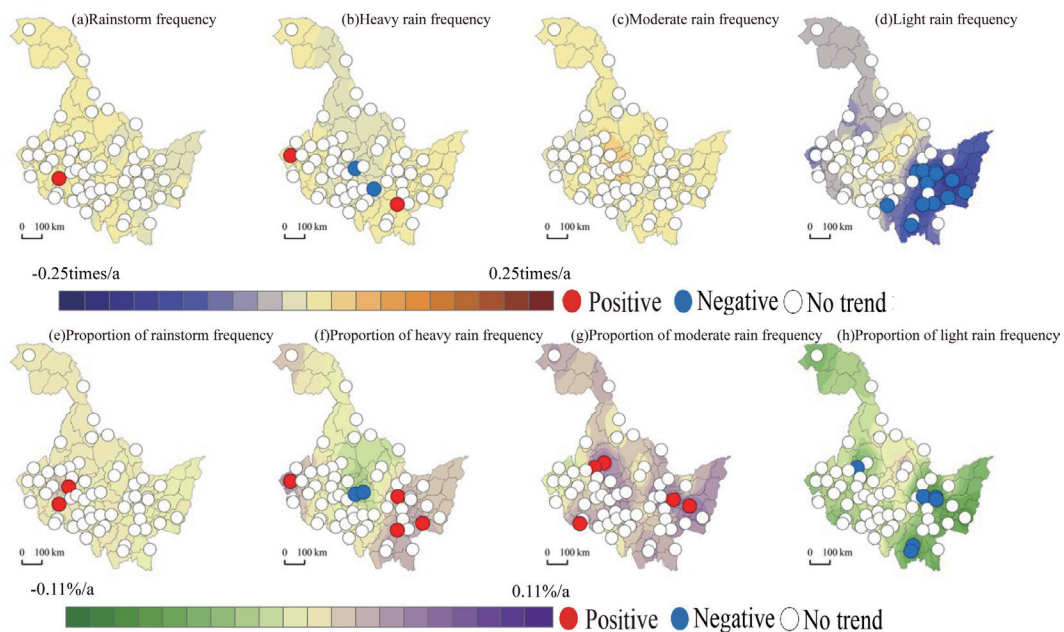 (a)Rainstorm frequency
(b)Heavy rain frequency
(c)Moderate rain frequency
(d)Light rain frequency
0 100 km
0 100 km
0 100 km
0 100 km
-0.25times/a
0.25times/a
Positive
Negative
No trend
(e)Proportion of rainstorm frequency
(f)Proportion of heavy rain frequency
(g)Proportion of moderate rain frequency
(h)Proportion of light rain frequency
0 100 km
0 100 km
0 100 km
0 100 km
-0.11%/a
0.11%/a
Positive
Negative
No trend